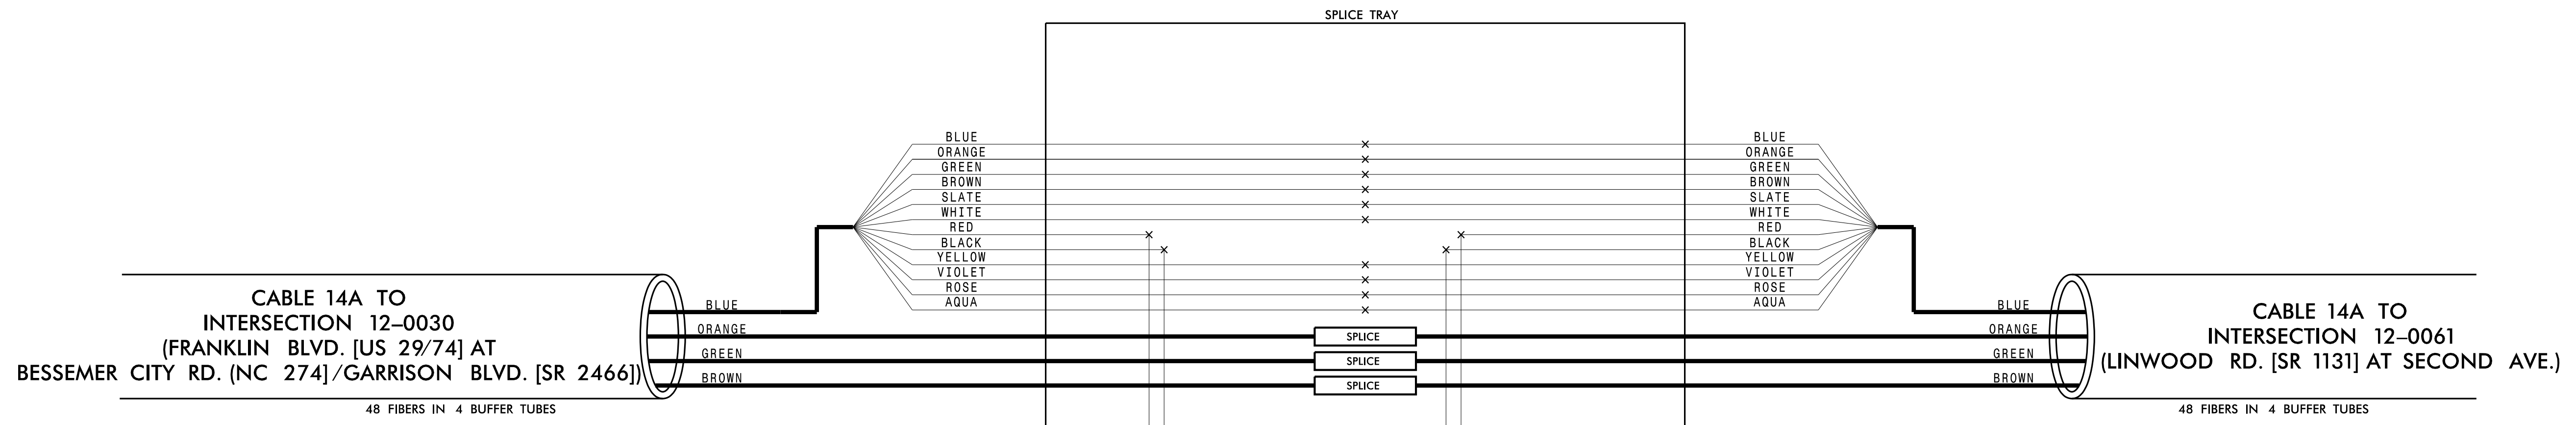 SPLICE TRAY
BLUE
ORANGE
GREEN
BROWN
SLATE
WHITE
RED
BLACK
YELLOW
VIOLET
ROSE
AQUA
BLUE
ORANGE
GREEN
BROWN
SLATE
WHITE
RED
BLACK
YELLOW
VIOLET
ROSE
AQUA
CABLE 14A TO
INTERSECTION 12-0030
(FRANKLIN BLVD. [US 29/74] AT
BESSEMER CITY RD. (NC 274]/GARRISON BLVD. [SR 2466])
48 FIBERS IN 4 BUFFER TUBES
BLUE
ORANGE
GREEN
BROWN
SPLICE
SPLICE
SPLICE
BLUE
ORANGE
GREEN
BROWN
CABLE 14A TO
INTERSECTION 12-0061
(LINWOOD RD. [SR 1131] AT SECOND AVE.)
48 FIBERS IN 4 BUFFER TUBES